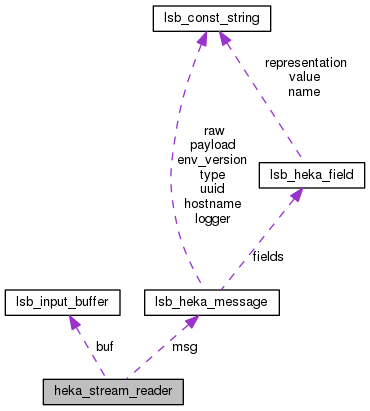 lsb_const_string
representation
value
name
raw
payload
env_version
type
uuid
hostname
logger
lsb_heka_field
fields
lsb_input_buffer
lsb_heka_message
buf
msg
heka_stream_reader